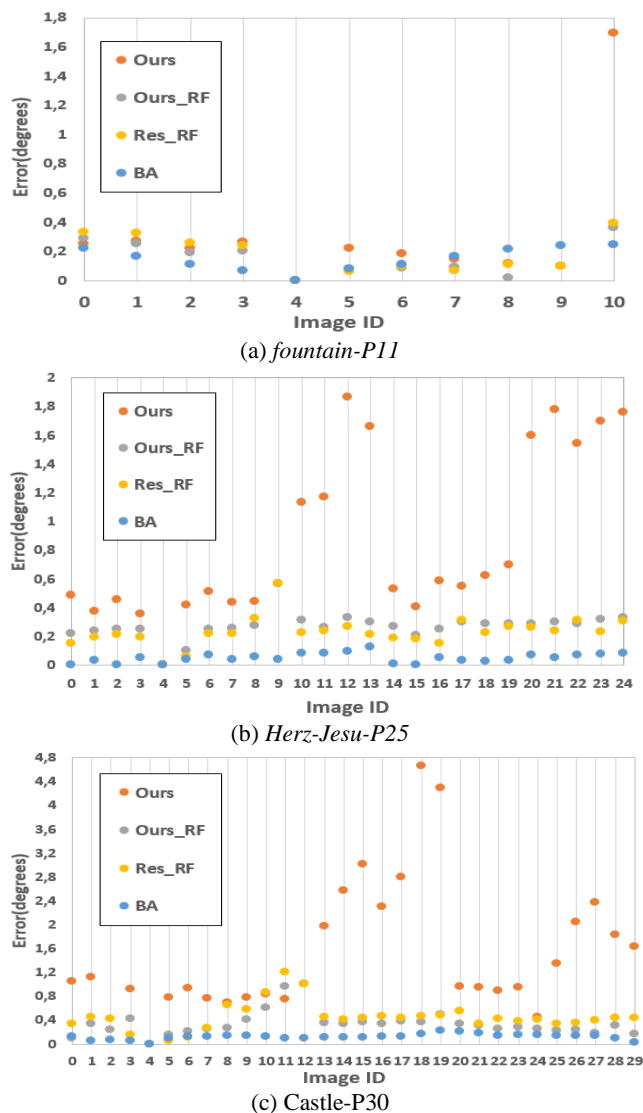 1,8
1,6
1,4
1,2
1
0,8
0,6
0,4
0,2
0
Error(degrees)
Ours
Ours_RF
Res_RF
BA
0 1 2 3 4 5 6 7 8 9 10
Image ID
(a) fountain-P11
2
1,8
1,6
1,4
1,2
1
0,8
0,6
0,4
0,2
0
Error(degrees)
Ours
Ours_RF
Res_RF
BA
0 1 2 3 4 5 6 7 8 9 10 11 12 13 14 15 16 17 18 19 20 21 22 23 24
Image ID
(b) Herz-Jesu-P25
4,8
4,4
4
3,6
3,2
2,8
2,4
2
1,6
1,2
0,8
0,4
0
Error(degrees)
Ours
Ours_RF
Res_RF
BA
0 1 2 3 4 5 6 7 8 9 10 11 12 13 14 15 16 17 18 19 20 21 22 23 24 25 26 27 28 29
Image ID
(c) Castle-P30